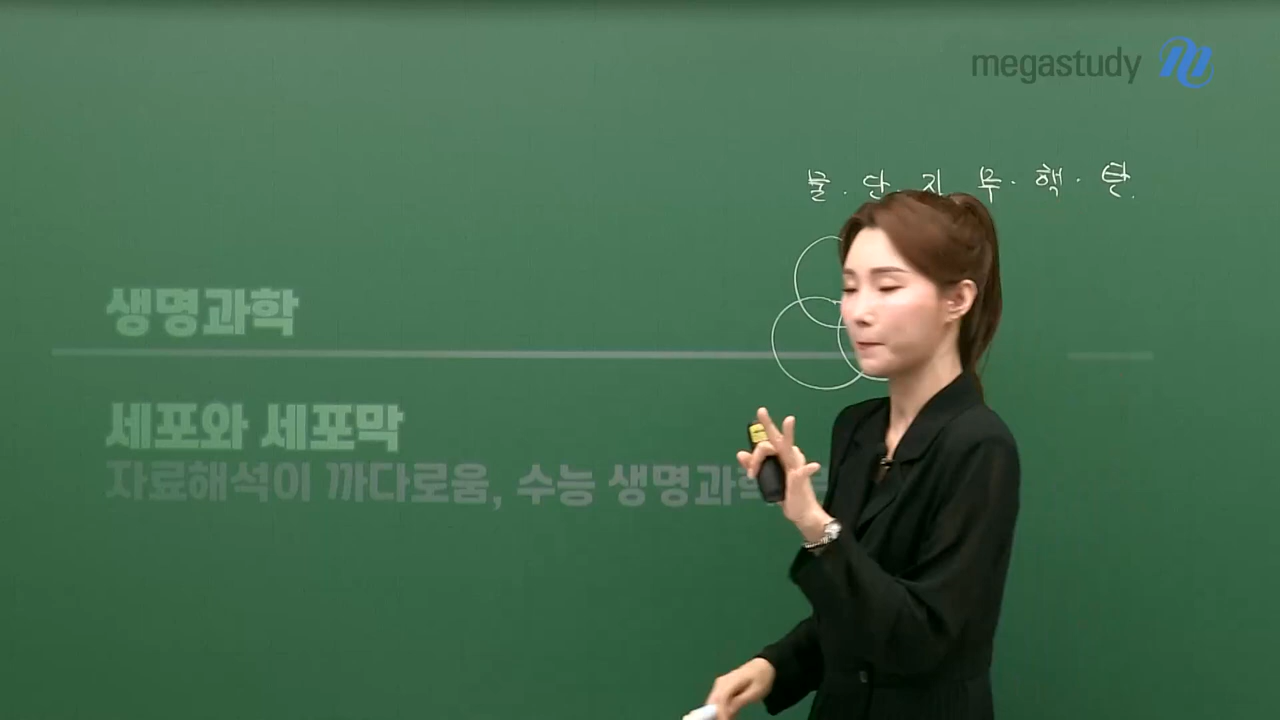 megastudy
물 . 단 . 지 무 · 핵 · 탄 .
생명과학
세포와 세포막
자료해석이 까다로움, 수능 생명과학